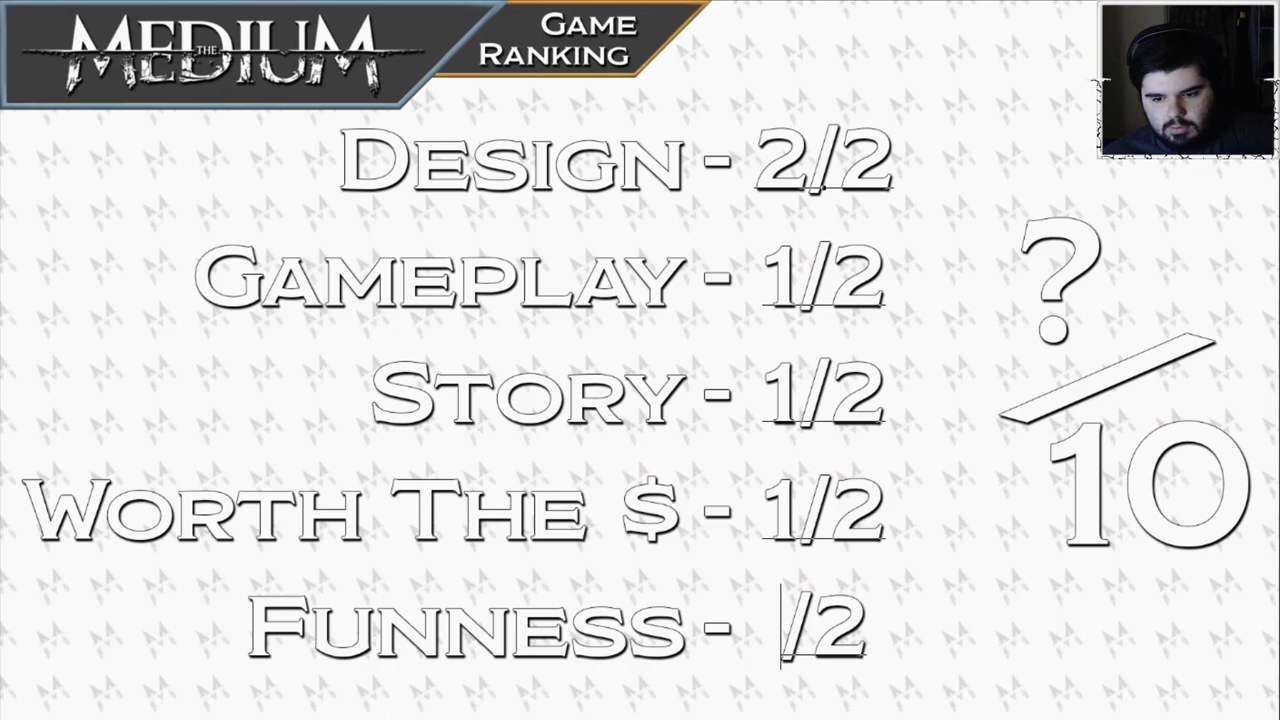 THE MEDIUM
GAME
RANKING
DESIGN - 2/2
GAMEPLAY - 1/2
STORY - 1/2
WORTH THE $ - 1/2
FUNNESS - /2
?
/
10